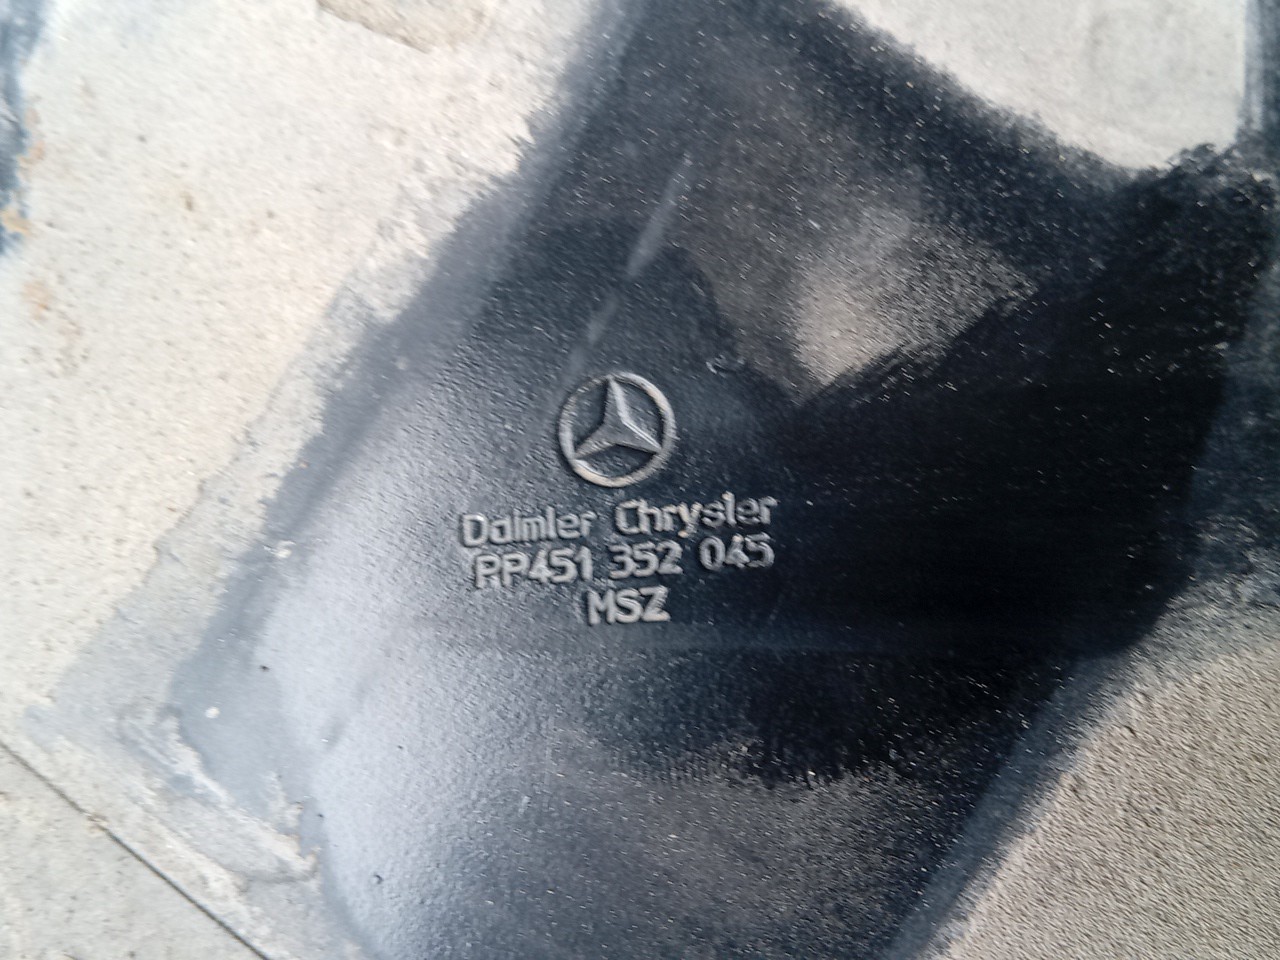 Daimler Chrysler
PP451 352 045
MSZ